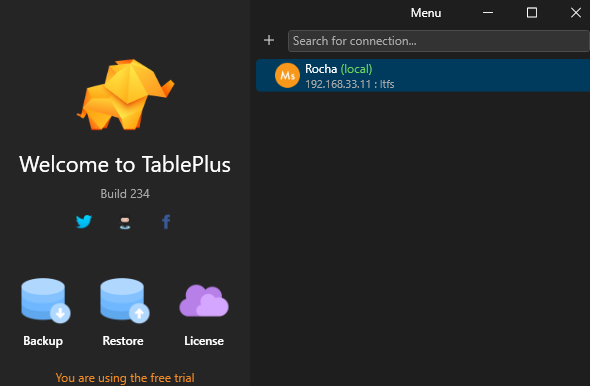 Menu
Search for connection...
Ms
Rocha (local)
192.168.33.11 : ltfs
Welcome to TablePlus
Build 234
Backup
Restore
License
You are using the free trial